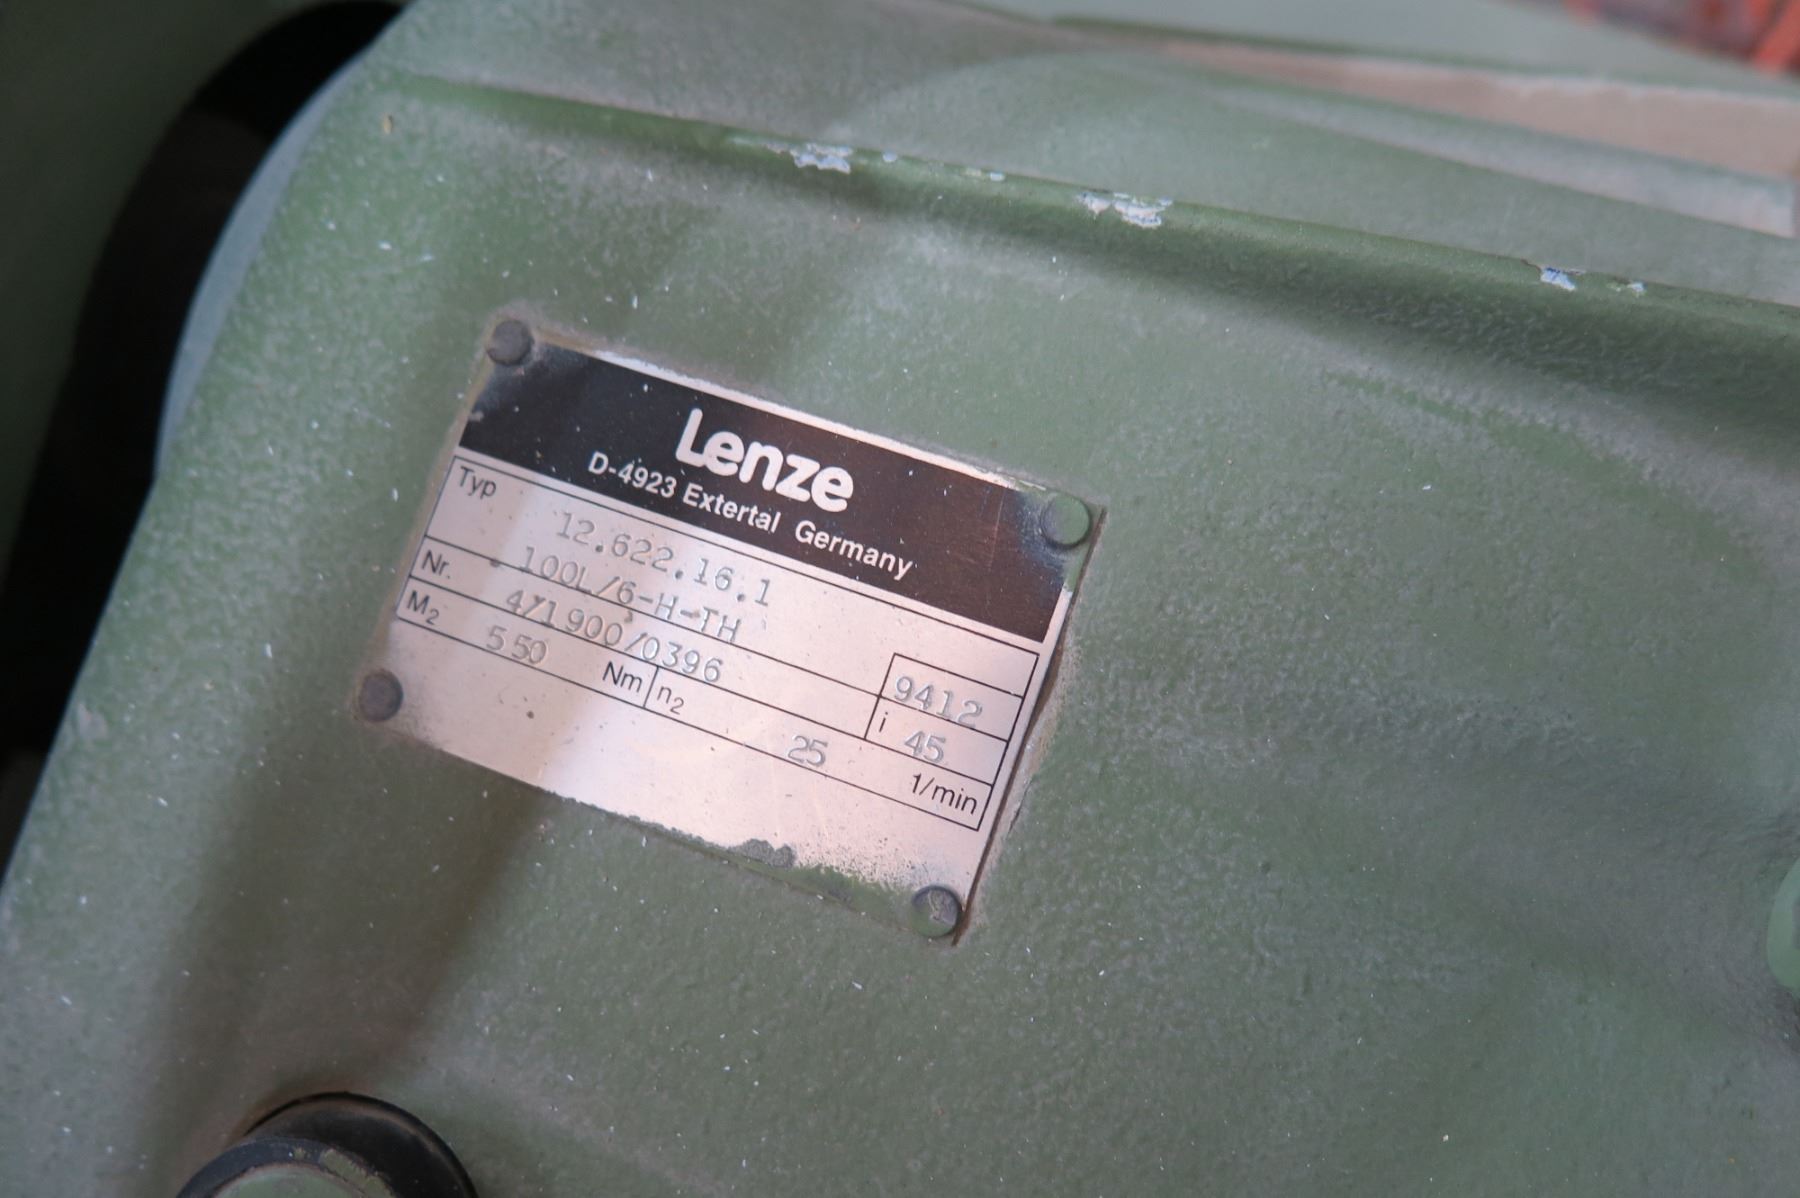 Lenze
D-4923 Extertal Germany
Typ 12.622.16.1
100L/6-H-TH
Nr. 4/1900/0396 9412
M2 550 Nm n2 25 1/min i 45